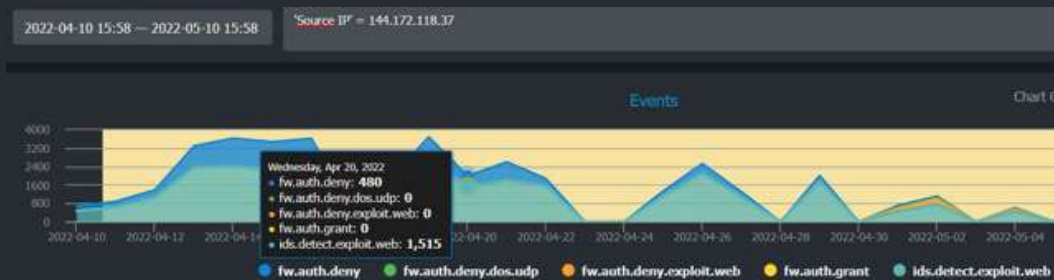 2022-04-10 15:58 — 2022-05-10 15:58
'Source IP' = 144.172.118.37
Events
Chart
4000
3200
2400
1600
800
0
Wednesday, Apr 20, 2022
fw.auth.deny: 480
fw.auth.deny.dos.udp: 0
fw.auth.deny.exploit.web: 0
fw.auth.grant: 0
ids.detect.exploit.web: 1,515
2022-04-10 2022-04-12 2022-04-1 22-04-20 2022-04-22 2022-04-24 2022-04-26 2022-04-28 2022-04-30 2022-05-02 2022-05-04
fw.auth.deny fw.auth.deny.dos.udp fw.auth.deny.exploit.web fw.auth.grant ids.detect.exploit.web